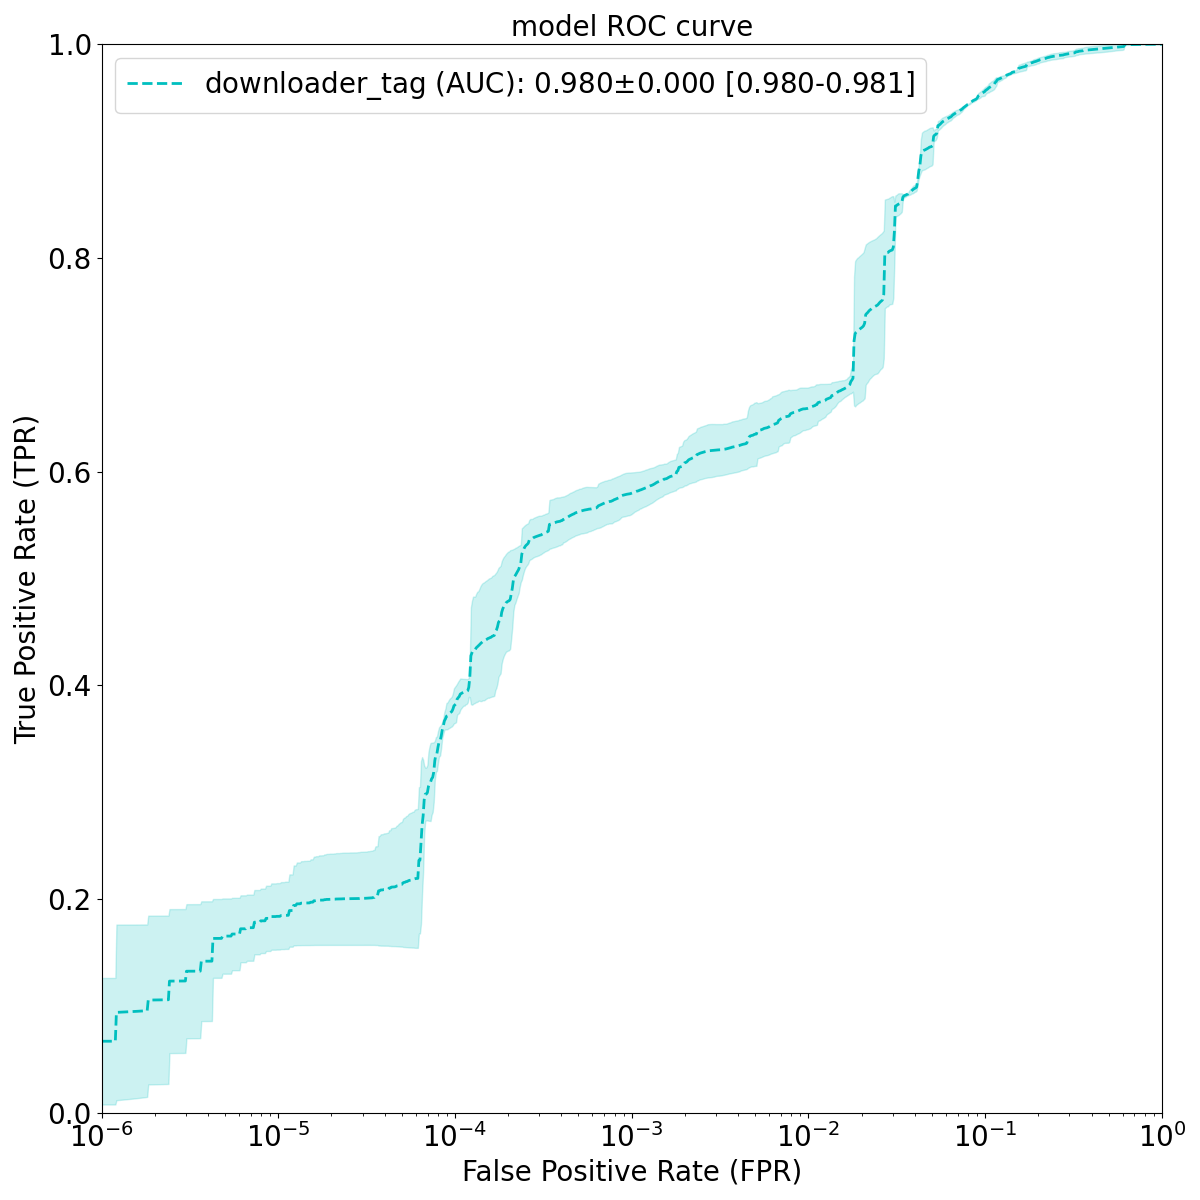 model ROC curve
downloader_tag (AUC): 0.980±0.000 [0.980-0.981]
True Positive Rate (TPR)
1.0
0.8
0.6
0.4
0.2
0.0
10⁻⁶ 10⁻⁵ 10⁻⁴ 10⁻³ 10⁻² 10⁻¹ 10⁰
False Positive Rate (FPR)